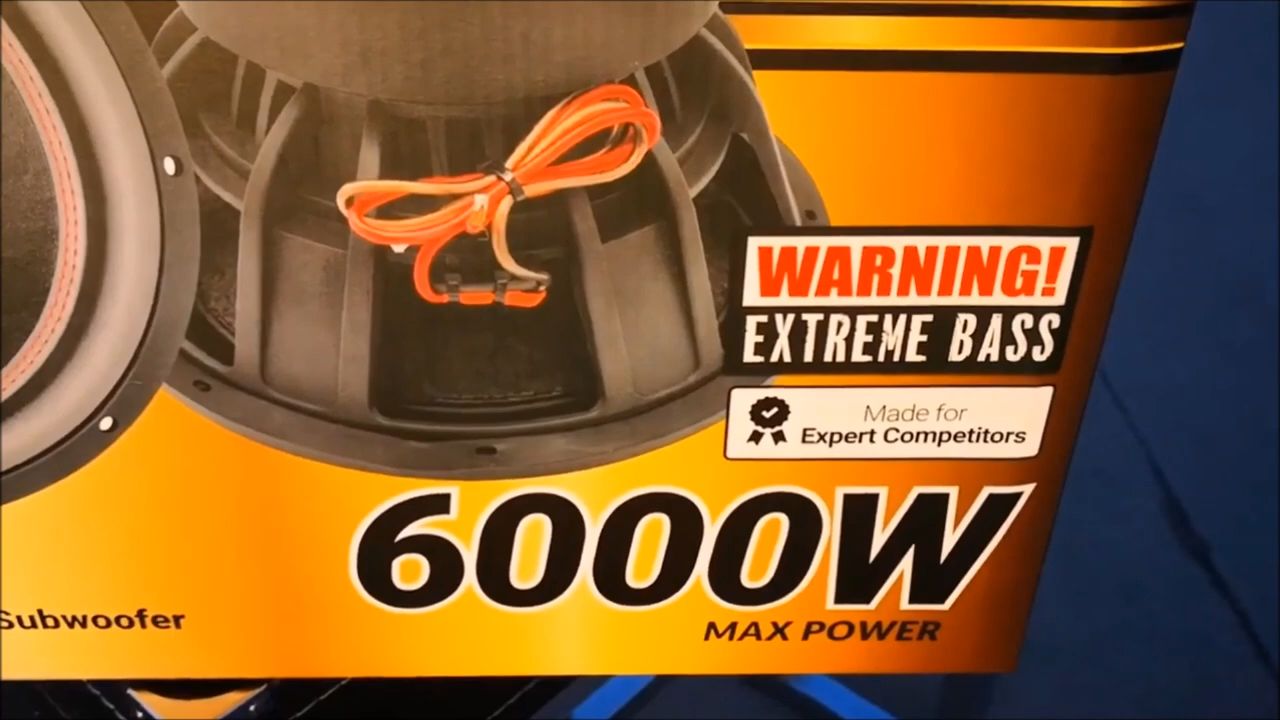 WARNING!
EXTREME BASS
Made for
Expert Competitors
6000W
Subwoofer
MAX POWER